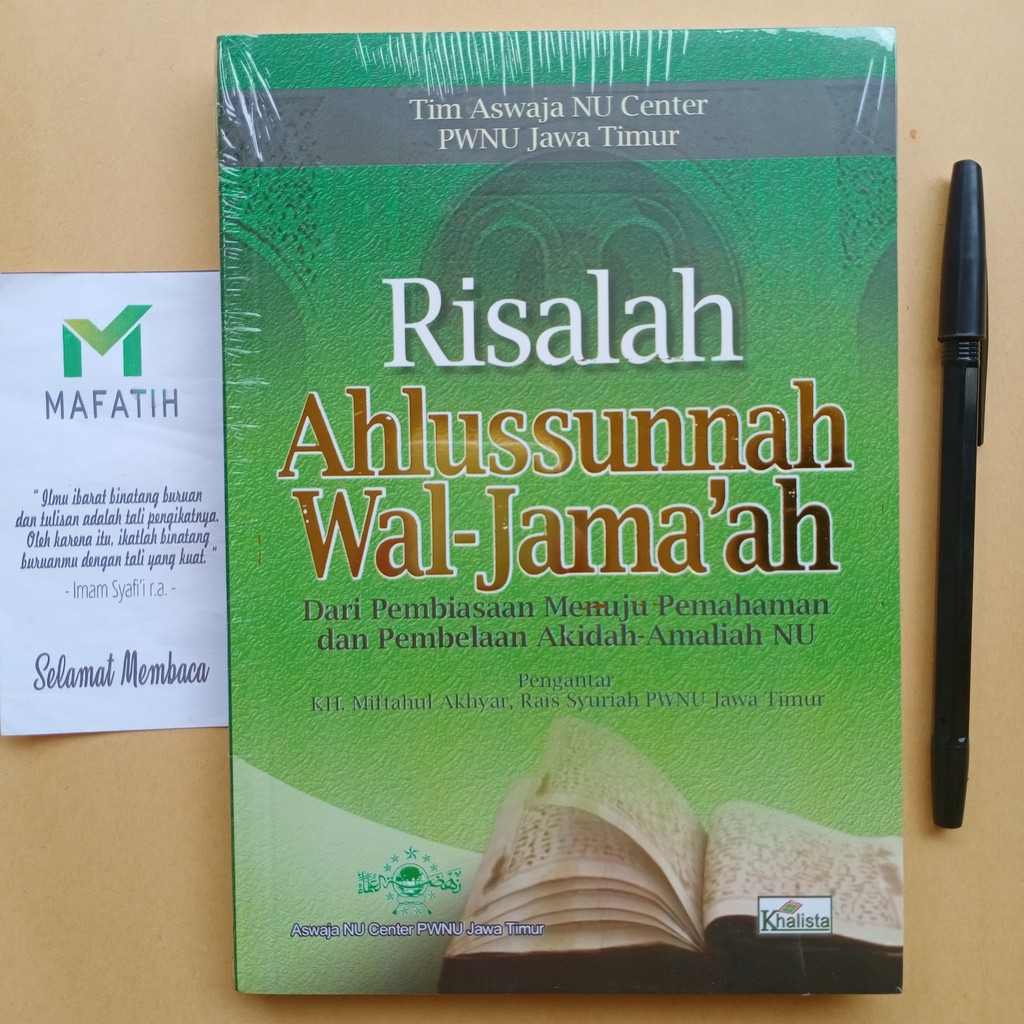 Tim Aswaja NU Center
PWNU Jawa Timur
Risalah
Ahlussunnah
Wal-Jama'ah
Dari Pembiasaan Menuju Pemahaman
dan Pembelaan Akidah-Amaliah NU
Pengantar
KH. Miftahul Akhyar, Rais Syuriah PWNU Jawa Timur
Aswaja NU Center PWNU Jawa Timur
Khalista
MAFATIH
" Ilmu ibarat binatang buruan
dan tulisan adalah tali pengikatnya.
Oleh karena itu, ikatlah binatang
buruanmu dengan tali yang kuat. "
- Imam Syafi'i r.a. -
Selamat Membaca